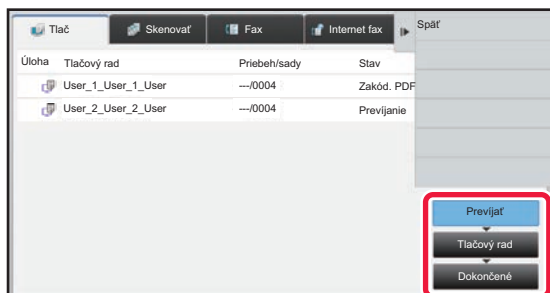 Tlač Skenovať Fax Internet fax Späť
Úloha Tlačový rad Priebeh/sady Stav
User_1_User_1_User ---/0004 Zakód. PDF
User_2_User_2_User ---/0004 Prevíjanie
Previjať
Tlačový rad
Dokončené